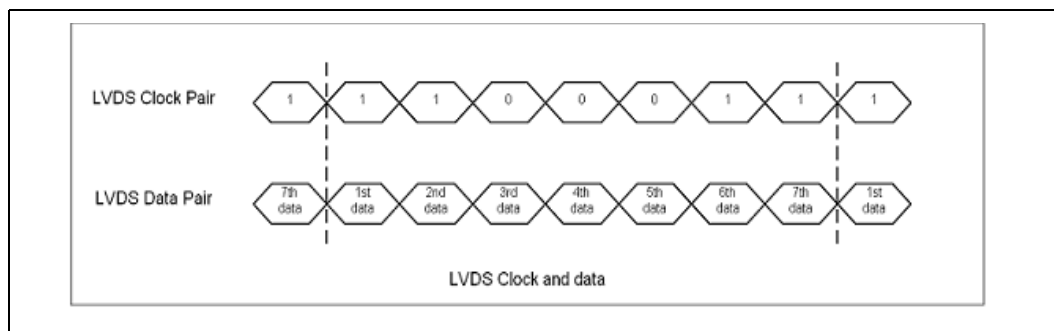 LVDS Clock Pair 1 1 1 0 0 0 1 1 1
LVDS Data Pair 7th data 1st data 2nd data 3rd data 4th data 5th data 6th data 7th data 1st data
LVDS Clock and data